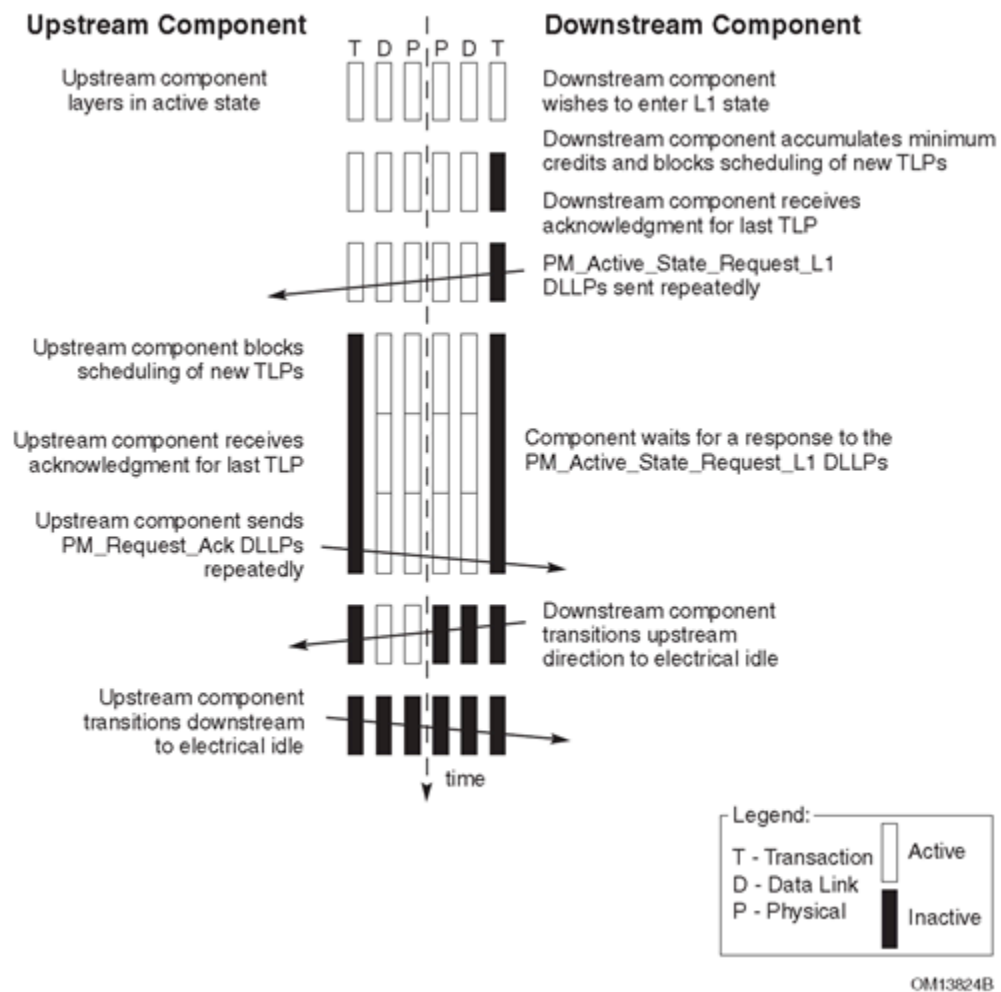 Upstream Component
Downstream Component
T D P P D T
Upstream component
layers in active state
Downstream component
wishes to enter L1 state
Downstream component accumulates minimum
credits and blocks scheduling of new TLPs
Downstream component receives
acknowledgment for last TLP
PM_Active_State_Request_L1
DLLPs sent repeatedly
Upstream component blocks
scheduling of new TLPs
Upstream component receives
acknowledgment for last TLP
Component waits for a response to the
PM_Active_State_Request_L1 DLLPs
Upstream component sends
PM_Request_Ack DLLPs
repeatedly
Downstream component
transitions upstream
direction to electrical idle
Upstream component
transitions downstream
to electrical idle
time
Legend:
T - Transaction
D - Data Link
P - Physical
Active
Inactive
OM13824B